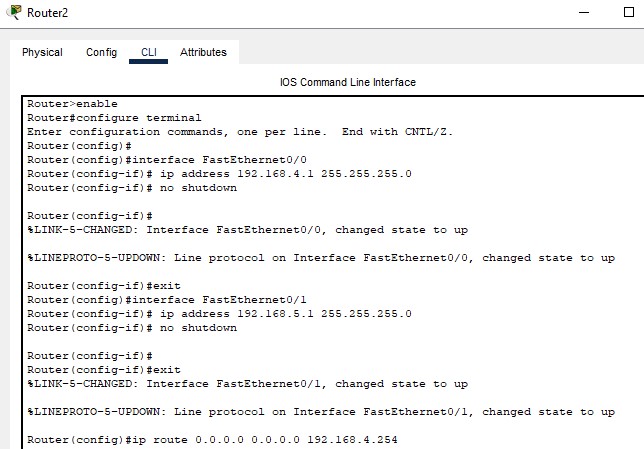 Router2
Physical Config CLI Attributes
IOS Command Line Interface
Router>enable
Router#configure terminal
Enter configuration commands, one per line.  End with CNTL/Z.
Router(config)#
Router(config)#interface FastEthernet0/0
Router(config-if)# ip address 192.168.4.1 255.255.255.0
Router(config-if)# no shutdown
Router(config-if)#
%LINK-5-CHANGED: Interface FastEthernet0/0, changed state to up
%LINEPROTO-5-UPDOWN: Line protocol on Interface FastEthernet0/0, changed state to up
Router(config-if)#exit
Router(config)#interface FastEthernet0/1
Router(config-if)# ip address 192.168.5.1 255.255.255.0
Router(config-if)# no shutdown
Router(config-if)#
Router(config-if)#exit
%LINK-5-CHANGED: Interface FastEthernet0/1, changed state to up
%LINEPROTO-5-UPDOWN: Line protocol on Interface FastEthernet0/1, changed state to up
Router(config)#ip route 0.0.0.0 0.0.0.0 192.168.4.254